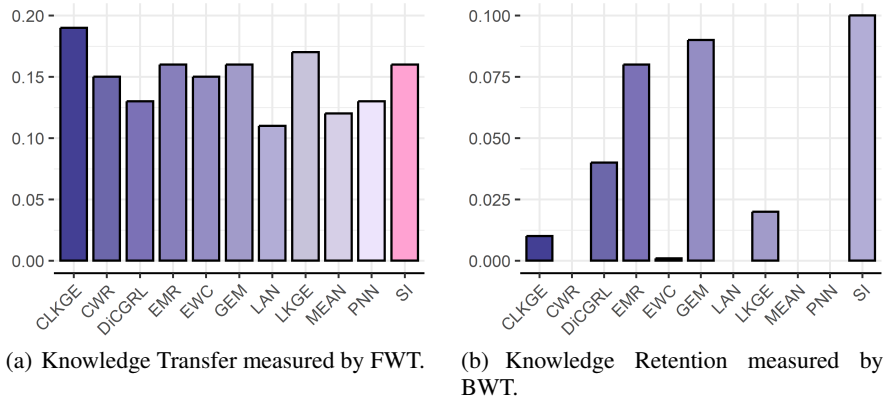 0.20
0.15
0.10
0.05
0.00
CLKGE CWR DiCGRL EMR EWC GEM LAN LKGE MEAN PNN SI
(a) Knowledge Transfer measured by FWT.
0.100
0.075
0.050
0.025
0.000
CLKGE CWR DiCGRL EMR EWC GEM LAN LKGE MEAN PNN SI
(b) Knowledge Retention measured by
BWT.